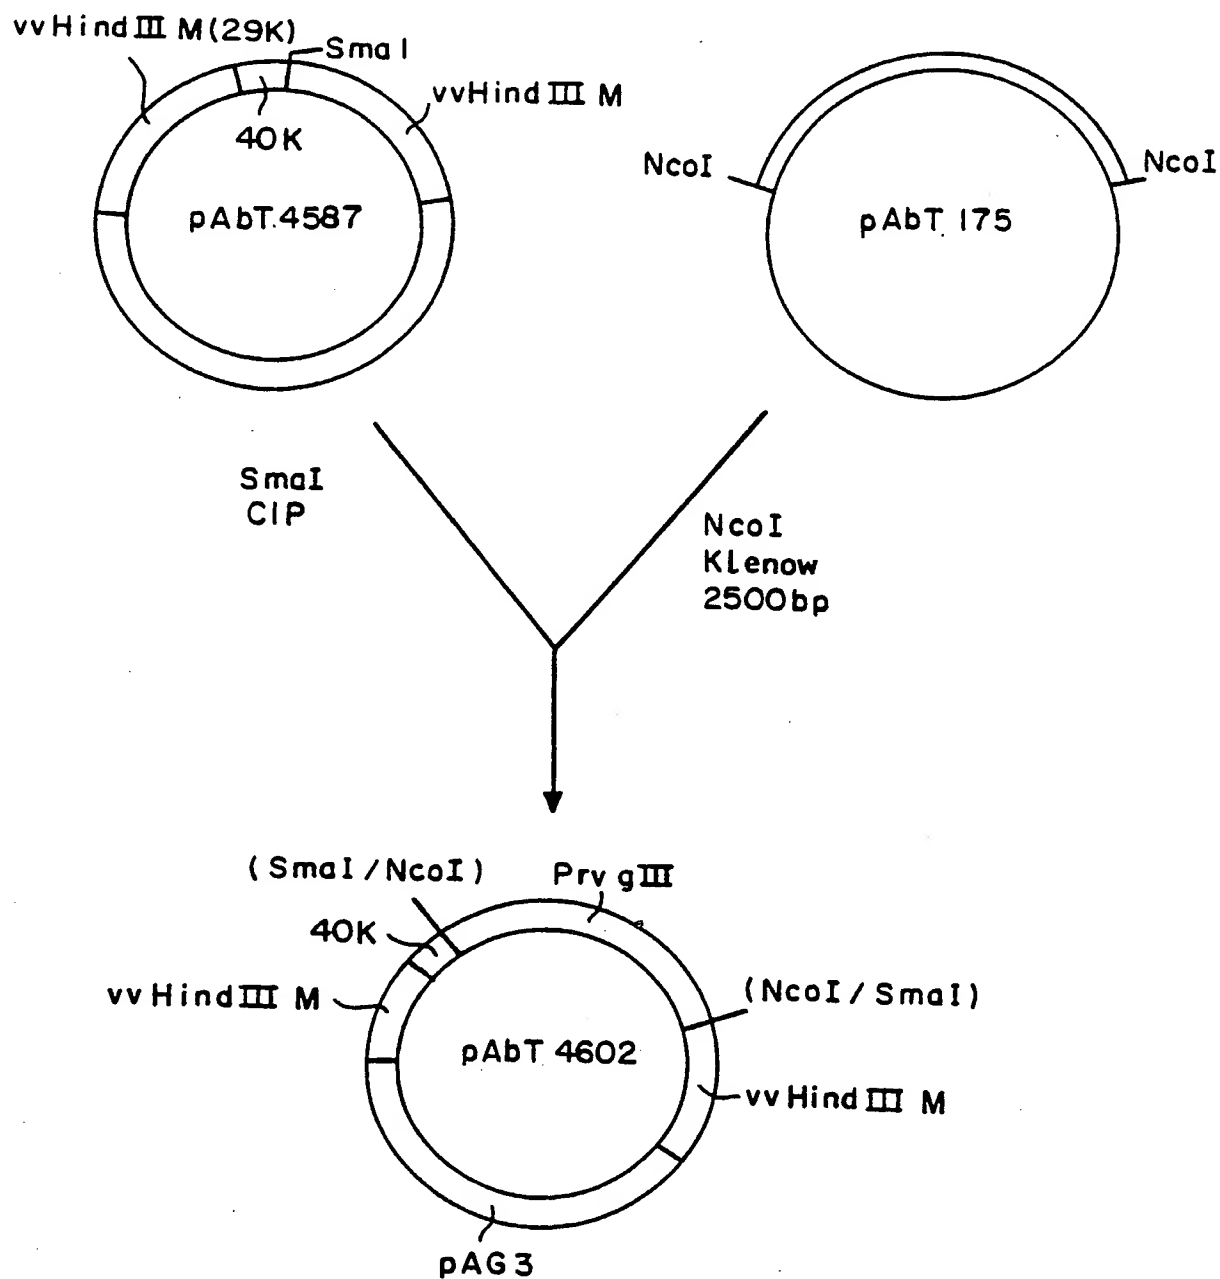 vvHindIII M(29K)
SmaI
vvHindIII M
40K
pAbT.4587
NcoI
NcoI
pAbT. 175
SmaI
CIP
NcoI
Klenow
2500bp
(SmaI/NcoI)
Prv gIII
40K
vvHindIII M
(NcoI/SmaI)
pAbT 4602
vvHindIII M
pAG3